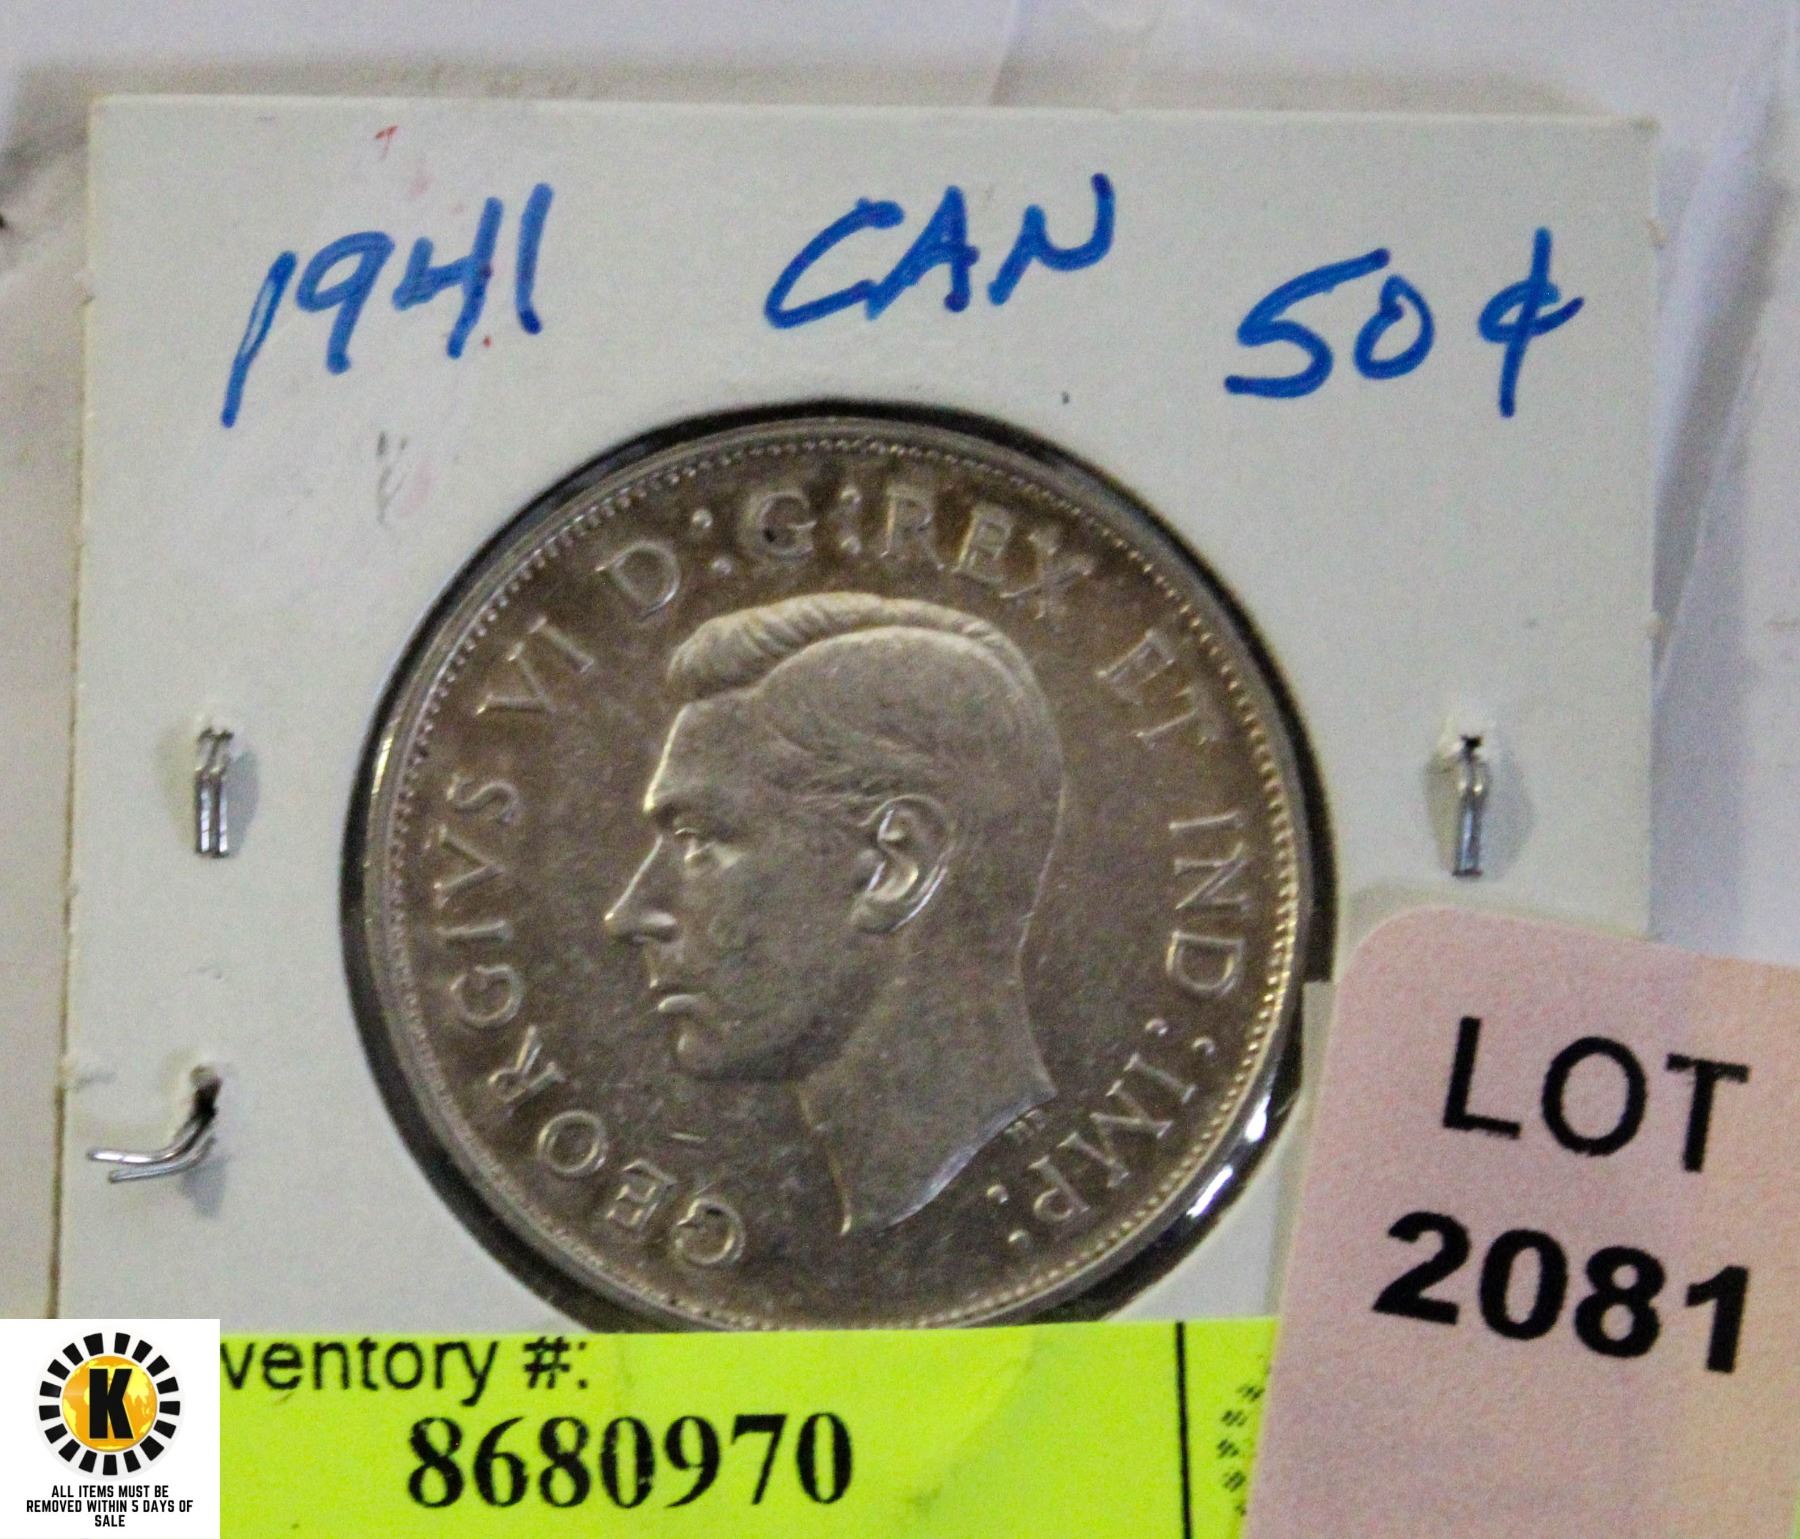 1941 CAN 50¢
GEORGIVS VI D:G:REX ET IND:IMP:
LOT
2081
ventory #:
8680970
K
ALL ITEMS MUST BE
REMOVED WITHIN 5 DAYS OF
SALE